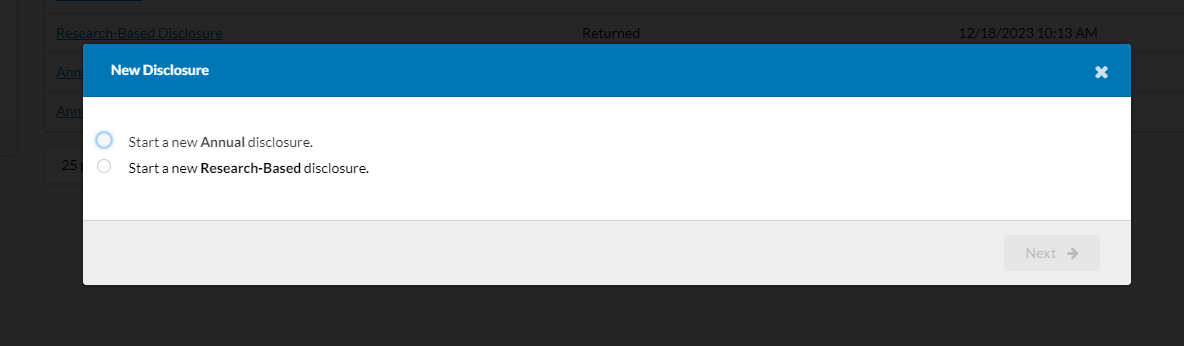 Research-Based Disclosure Returned 12/18/2023 10:13 AM
New Disclosure
Start a new Annual disclosure.
Start a new Research-Based disclosure.
25
Next